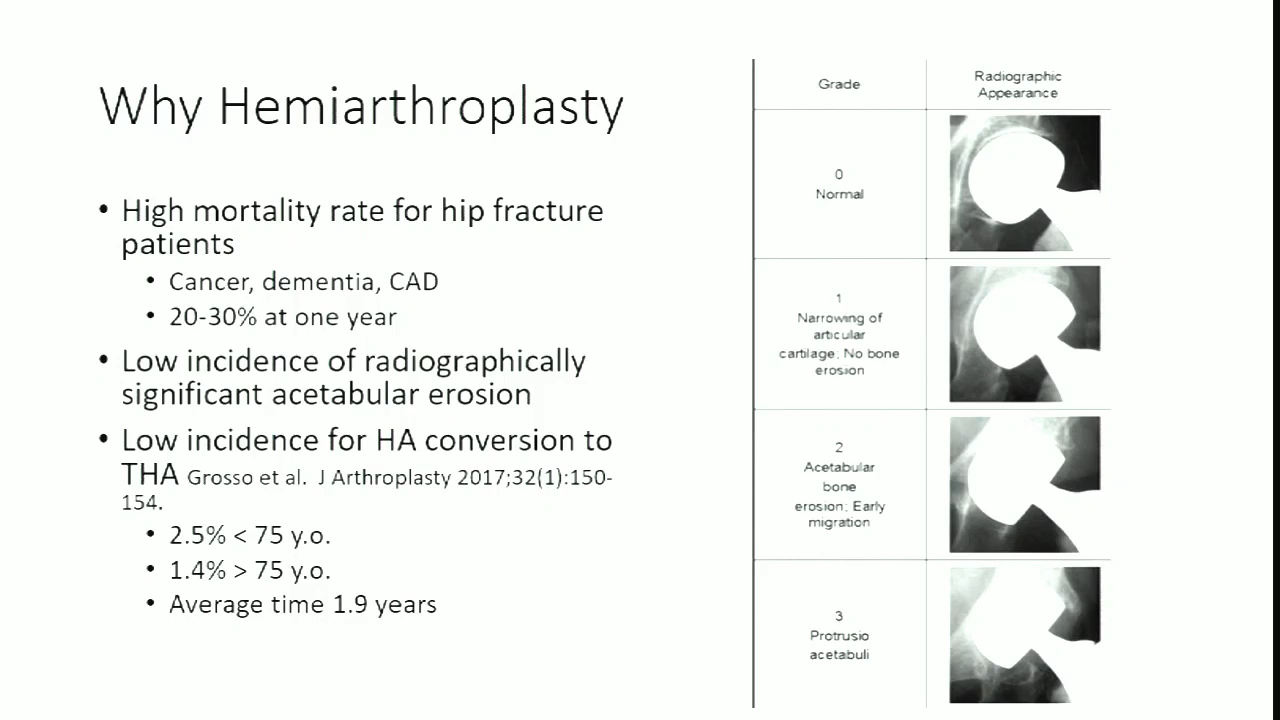 Why Hemiarthroplasty
• High mortality rate for hip fracture
patients
• Cancer, dementia, CAD
• 20-30% at one year
• Low incidence of radiographically
significant acetabular erosion
• Low incidence for HA conversion to
THA Grosso et al. J Arthroplasty 2017;32(1):150-
154.
• 2.5% < 75 y.o.
• 1.4% > 75 y.o.
• Average time 1.9 years
Grade
Radiographic
Appearance
0
Normal
1
Narrowing of
articular
cartilage; No bone
erosion
2
Acetabular
bone
erosion; Early
migration
3
Protrusio
acetabuli